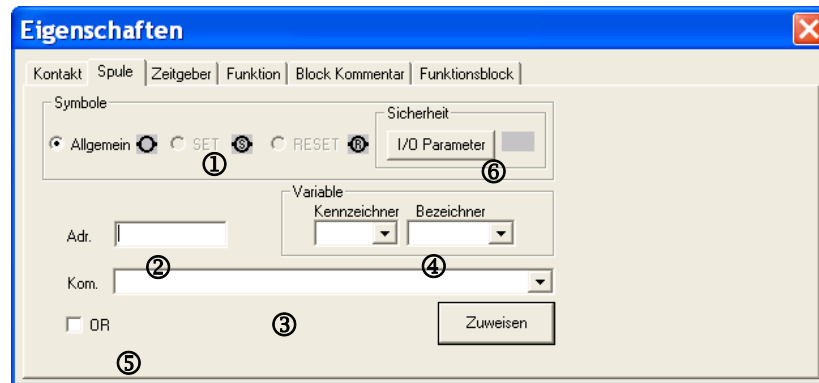 Eigenschaften
Kontakt Spule Zeitgeber Funktion Block Kommentar Funktionsblock
Symbole
Sicherheit
Allgemein SET S RESET R I/O Parameter
① ⑥
Variable
Kennzeichner Bezeichner
Adr.
② ④
Kom.
OR ③ Zuweisen
⑤